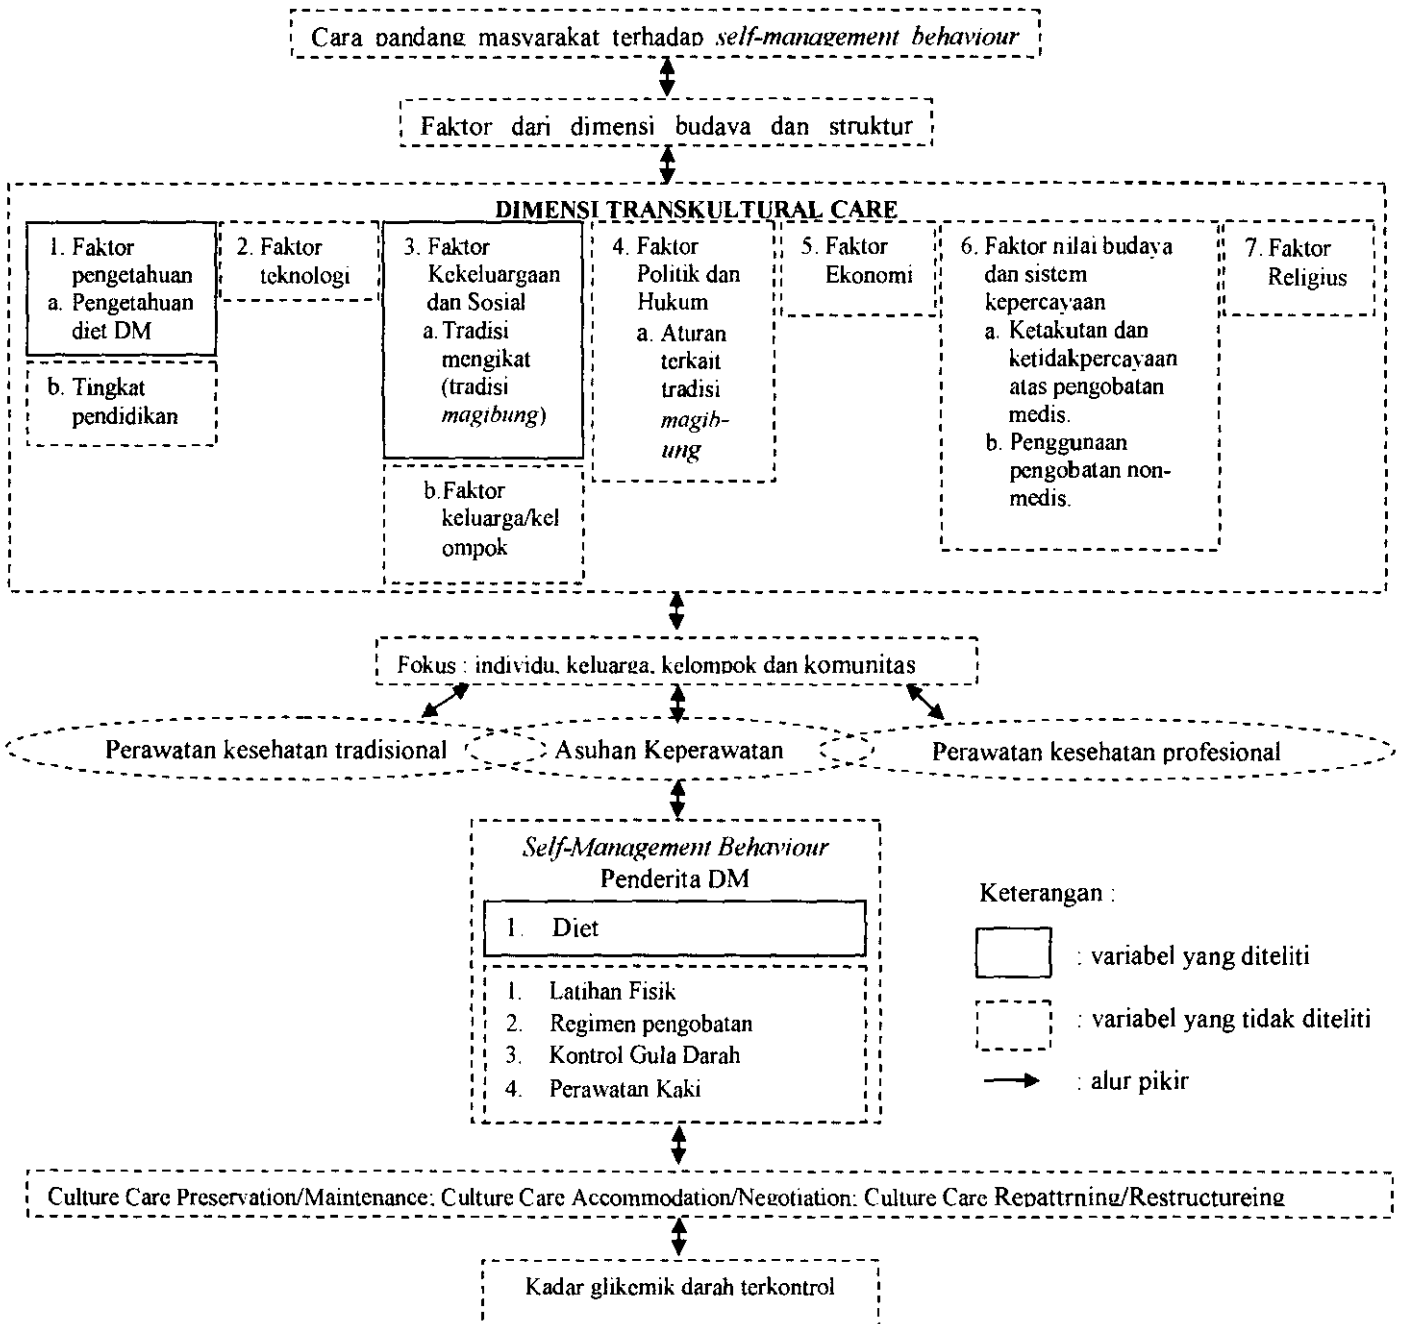 Cara pandang masyarakat terhadap self-management behaviour
Faktor dari dimensi budaya dan struktur
DIMENSI TRANSKULTURAL CARE
1. Faktor
pengetahuan
a. Pengetahuan
diet DM
b. Tingkat
pendidikan
2. Faktor
teknologi
3. Faktor
Kekeluargaan
dan Sosial
a. Tradisi
mengikat
(tradisi
magibung)
b. Faktor
keluarga/kel
ompok
4. Faktor
Politik dan
Hukum
a. Aturan
terkait
tradisi
magib-
ung
5. Faktor
Ekonomi
6. Faktor nilai budaya
dan sistem
kepercayaan
a. Ketakutan dan
ketidakpercayaan
atas pengobatan
medis.
b. Penggunaan
pengobatan non-
medis.
7. Faktor
Religius
Fokus : individu, keluarga, kelompok dan komunitas
Perawatan kesehatan tradisional
Asuhan Keperawatan
Perawatan kesehatan profesional
Self-Management Behaviour
Penderita DM
1. Diet
1. Latihan Fisik
2. Regimen pengobatan
3. Kontrol Gula Darah
4. Perawatan Kaki
Keterangan :
: variabel yang diteliti
: variabel yang tidak diteliti
: alur pikir
Culture Care Preservation/Maintenance; Culture Care Accommodation/Negotiation; Culture Care Repattrning/Restructureing
Kadar glikemik darah terkontrol